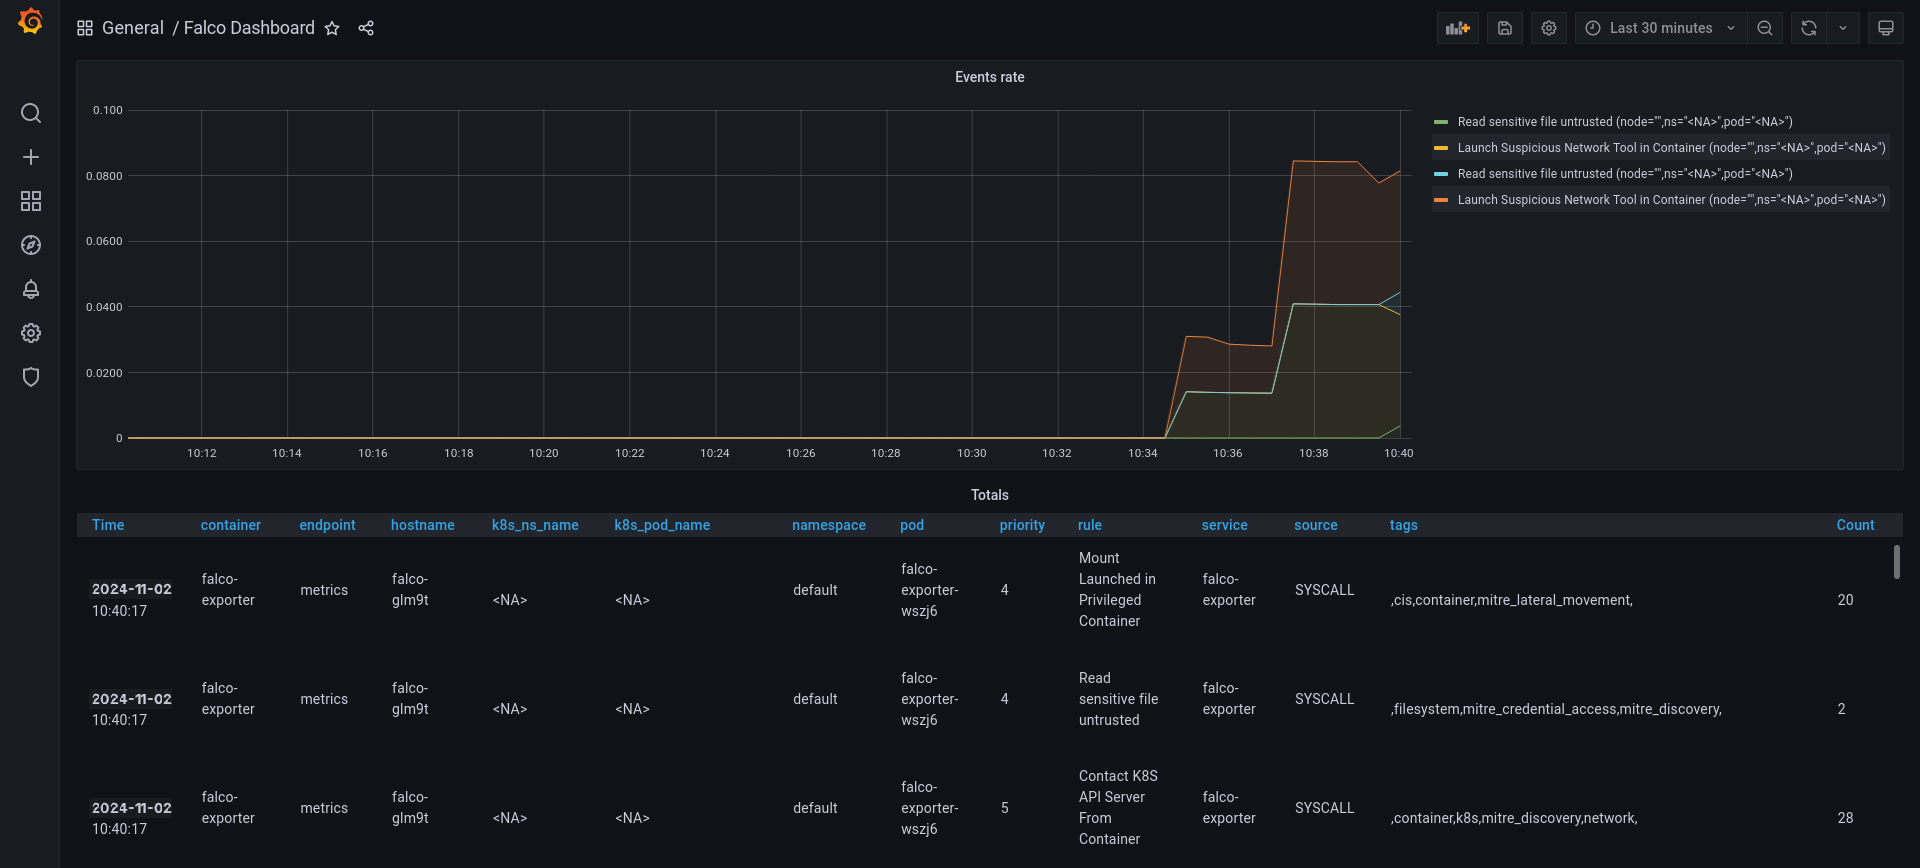 General / Falco Dashboard
Last 30 minutes
Events rate
0.100
0.0800
0.0600
0.0400
0.0200
0
10:12 10:14 10:16 10:18 10:20 10:22 10:24 10:26 10:28 10:30 10:32 10:34 10:36 10:38 10:40
Read sensitive file untrusted (node="",ns="<NA>",pod="<NA>")
Launch Suspicious Network Tool in Container (node="",ns="<NA>",pod="<NA>")
Read sensitive file untrusted (node="",ns="<NA>",pod="<NA>")
Launch Suspicious Network Tool in Container (node="",ns="<NA>",pod="<NA>")
Totals
Time container endpoint hostname k8s_ns_name k8s_pod_name namespace pod priority rule service source tags Count
2024-11-02
10:40:17
falco-
exporter
metrics
falco-
glm9t
<NA>
<NA>
default
falco-
exporter-
wszj6
4
Mount
Launched in
Privileged
Container
falco-
exporter
SYSCALL
,cis,container,mitre_lateral_movement,
20
2024-11-02
10:40:17
falco-
exporter
metrics
falco-
glm9t
<NA>
<NA>
default
falco-
exporter-
wszj6
4
Read
sensitive file
untrusted
falco-
exporter
SYSCALL
,filesystem,mitre_credential_access,mitre_discovery,
2
2024-11-02
10:40:17
falco-
exporter
metrics
falco-
glm9t
<NA>
<NA>
default
falco-
exporter-
wszj6
5
Contact K8S
API Server
From
Container
falco-
exporter
SYSCALL
,container,k8s,mitre_discovery,network,
28